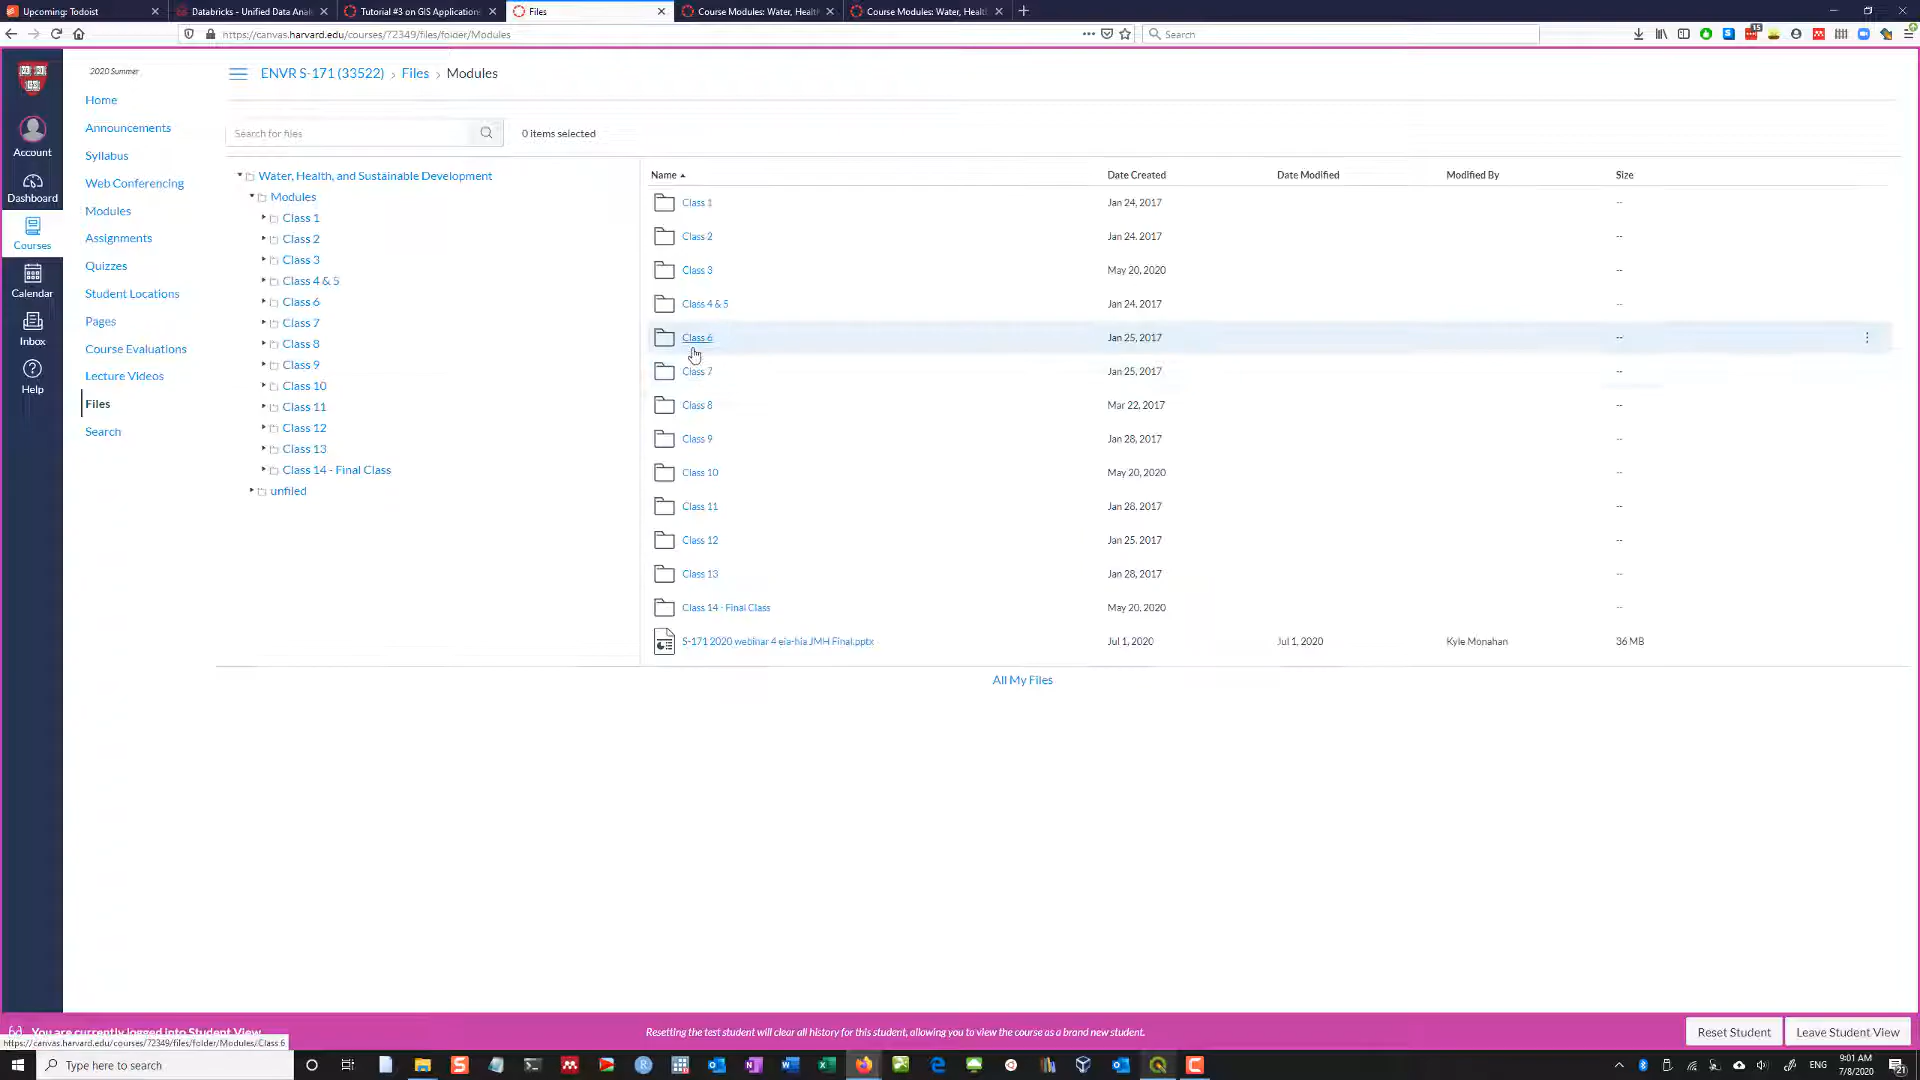 Upcoming: Todoist
Databricks - Unified Data Anal
Tutorial #3 on GIS Applications
Files
Course Modules: Water, Healt
Course Modules: Water, Healt
https://canvas.harvard.edu/courses/72349/files/folder/Modules
Search
15
2020 Summer
ENVR S-171 (33522) › Files › Modules
Account
Dashboard
Courses
Calendar
Inbox
Help
Home
Announcements
Syllabus
Web Conferencing
Modules
Assignments
Quizzes
Student Locations
Pages
Course Evaluations
Lecture Videos
Files
Search
Search for files
0 items selected
Water, Health, and Sustainable Development
Modules
Class 1
Class 2
Class 3
Class 4 & 5
Class 6
Class 7
Class 8
Class 9
Class 10
Class 11
Class 12
Class 13
Class 14 - Final Class
unfiled
Name Date Created Date Modified Modified By Size
Class 1 Jan 24, 2017 --
Class 2 Jan 24, 2017 --
Class 3 May 20, 2020 --
Class 4 & 5 Jan 24, 2017 --
Class 6 Jan 25, 2017 --
Class 7 Jan 25, 2017 --
Class 8 Mar 22, 2017 --
Class 9 Jan 28, 2017 --
Class 10 May 20, 2020 --
Class 11 Jan 28, 2017 --
Class 12 Jan 25, 2017 --
Class 13 Jan 28, 2017 --
Class 14 - Final Class May 20, 2020 --
S-171 2020 webinar 4 eia-hia JMH Final.pptx Jul 1, 2020 Jul 1, 2020 Kyle Monahan 36 MB
All My Files
You are currently logged into Student View
Resetting the test student will clear all history for this student, allowing you to view the course as a brand new student.
Reset Student
Leave Student View
https://canvas.harvard.edu/courses/72349/files/folder/Modules/Class 6
Type here to search
ENG
9:01 AM
7/8/2020
21